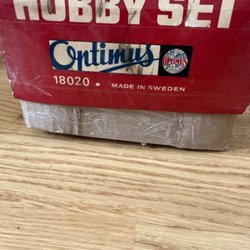 HOBBY SET
Optimus
18020 • MADE IN SWEDEN